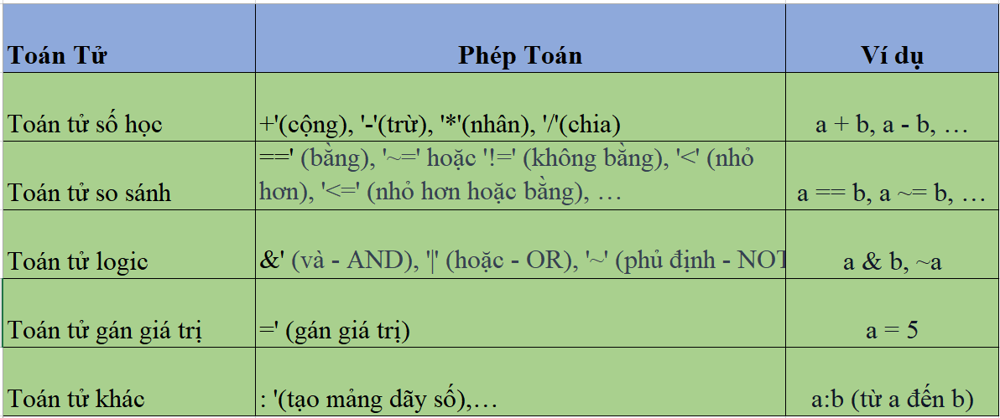 Toán Tử
Phép Toán
Ví dụ
Toán tử số học
+'(cộng), '-'(trừ), '*'(nhân), '/'(chia)
a + b, a - b, …
Toán tử so sánh
==' (bằng), '~=' hoặc '!=' (không bằng), '<' (nhỏ
hơn), '<=' (nhỏ hơn hoặc bằng), …
a == b, a ~= b, …
Toán tử logic
&' (và - AND), '|' (hoặc - OR), '~' (phủ định - NOT
a & b, ~a
Toán tử gán giá trị
=' (gán giá trị)
a = 5
Toán tử khác
: '(tạo mảng dãy số),…
a:b (từ a đến b)